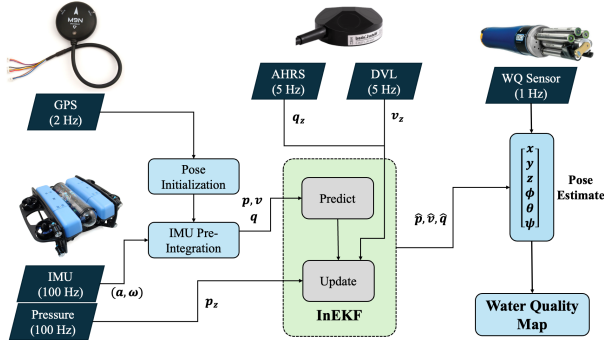 AHRS
(5 Hz)
DVL
(5 Hz)
WQ Sensor
(1 Hz)
GPS
(2 Hz)
q_z
v_z
Pose
Initialization
p, v
q
Predict
x
y
z
ϕ
θ
ψ
Pose
Estimate
IMU Pre-
Integration
p̂, v̂, q̂
IMU
(100 Hz)
(a, ω)
Update
Pressure
(100 Hz)
p_z
InEKF
Water Quality
Map